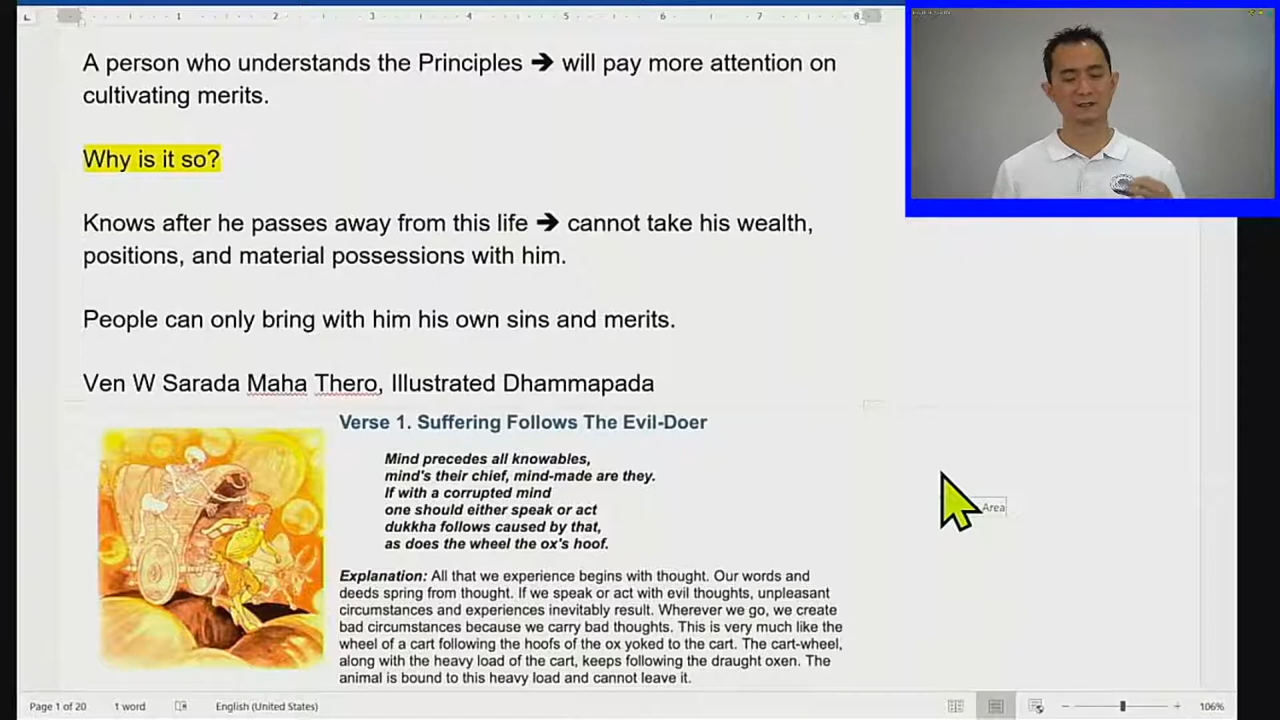 1 2 3 4 5 6 7 8
A person who understands the Principles ➔ will pay more attention on
cultivating merits.
Why is it so?
Knows after he passes away from this life ➔ cannot take his wealth,
positions, and material possessions with him.
People can only bring with him his own sins and merits.
Ven W Sarada Maha Thero, Illustrated Dhammapada
Verse 1. Suffering Follows The Evil-Doer
Mind precedes all knowables,
mind's their chief, mind-made are they.
If with a corrupted mind
one should either speak or act
dukkha follows caused by that,
as does the wheel the ox's hoof.
Area
Explanation: All that we experience begins with thought. Our words and
deeds spring from thought. If we speak or act with evil thoughts, unpleasant
circumstances and experiences inevitably result. Wherever we go, we create
bad circumstances because we carry bad thoughts. This is very much like the
wheel of a cart following the hoofs of the ox yoked to the cart. The cart-wheel,
along with the heavy load of the cart, keeps following the draught oxen. The
animal is bound to this heavy load and cannot leave it.
Page 1 of 20 1 word English (United States) 106%